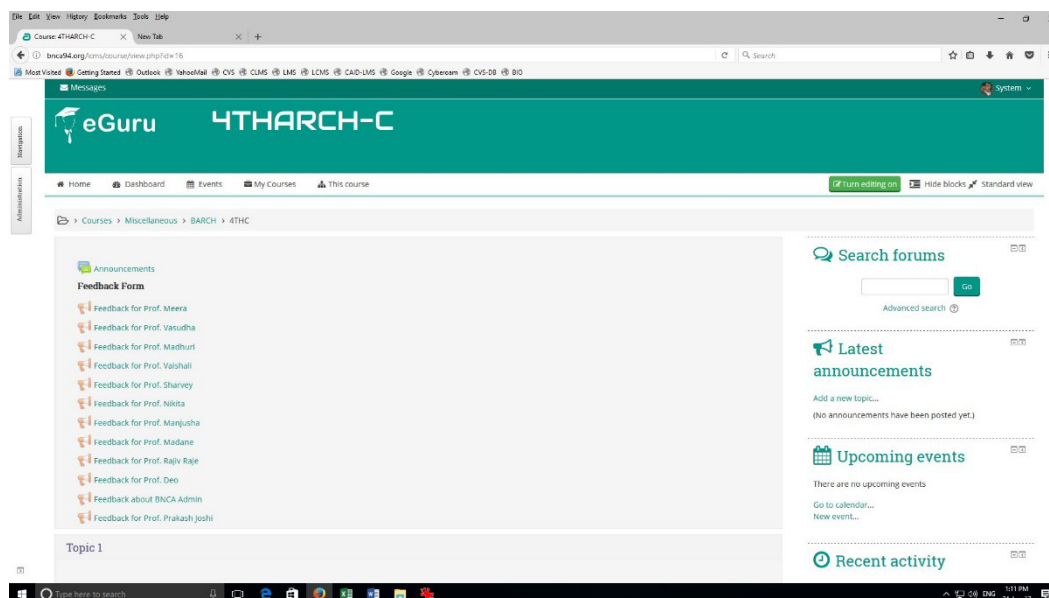 File Edit View History Bookmarks Tools Help
Course: 4THARCH-C × New Tab × +
bnca94.org/cms/course/view.php?id=16 Search
Most Visited Getting Started Outlook YahooMail CVS CLMS LMS LCMS CAID-LMS Google Cyberoam CVS-DB BIO
Messages System
Navigation
Administration
eGuru 4THARCH-C
Home Dashboard Events My Courses This course Turn editing on Hide blocks Standard view
> Courses > Miscellaneous > BARCH > 4THC
Announcements
Feedback Form
Feedback for Prof. Meera
Feedback for Prof. Vasudha
Feedback for Prof. Madhuri
Feedback for Prof. Vaishali
Feedback for Prof. Sharvey
Feedback for Prof. Nikita
Feedback for Prof. Manjusha
Feedback for Prof. Madane
Feedback for Prof. Rajiv Raje
Feedback for Prof. Deo
Feedback about BNCA Admin
Feedback for Prof. Prakash Joshi
Topic 1
Search forums
Go
Advanced search
Latest
announcements
Add a new topic...
(No announcements have been posted yet.)
Upcoming events
There are no upcoming events
Go to calendar...
New event...
Recent activity
Type here to search ENG 1:11 PM